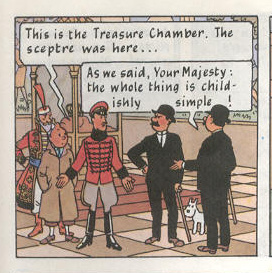 This is the Treasure Chamber. The
sceptre was here...
As we said, Your Majesty:
the whole thing is child-
ishly simple !